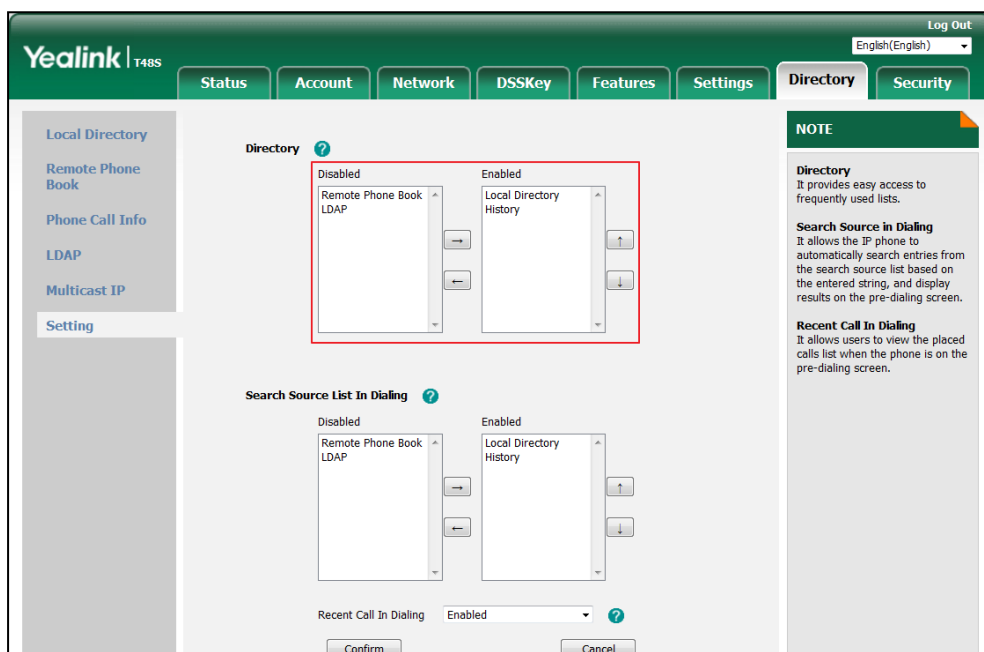 Log Out
Yealink | T48S
English(English)
Status Account Network DSSKey Features Settings Directory Security
Local Directory
Remote Phone
Book
Phone Call Info
LDAP
Multicast IP
Setting
Directory ?
Disabled Enabled
Remote Phone Book
LDAP
Local Directory
History
→
←
↑
↓
Search Source List In Dialing ?
Disabled Enabled
Remote Phone Book
LDAP
Local Directory
History
→
←
↑
↓
Recent Call In Dialing Enabled ?
Confirm Cancel
NOTE
Directory
It provides easy access to
frequently used lists.
Search Source in Dialing
It allows the IP phone to
automatically search entries from
the search source list based on
the entered string, and display
results on the pre-dialing screen.
Recent Call In Dialing
It allows users to view the placed
calls list when the phone is on the
pre-dialing screen.